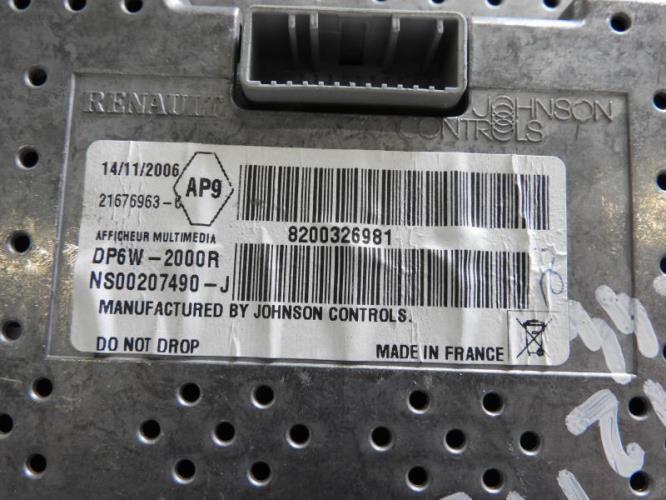 RENAULT
JOHNSON
CONTROLS
14/11/2006
AP9
21676963-
8200326981
AFFICHEUR MULTIMEDIA
DP6W-2000R
NS00207490-J
MANUFACTURED BY JOHNSON CONTROLS.
DO NOT DROP
MADE IN FRANCE